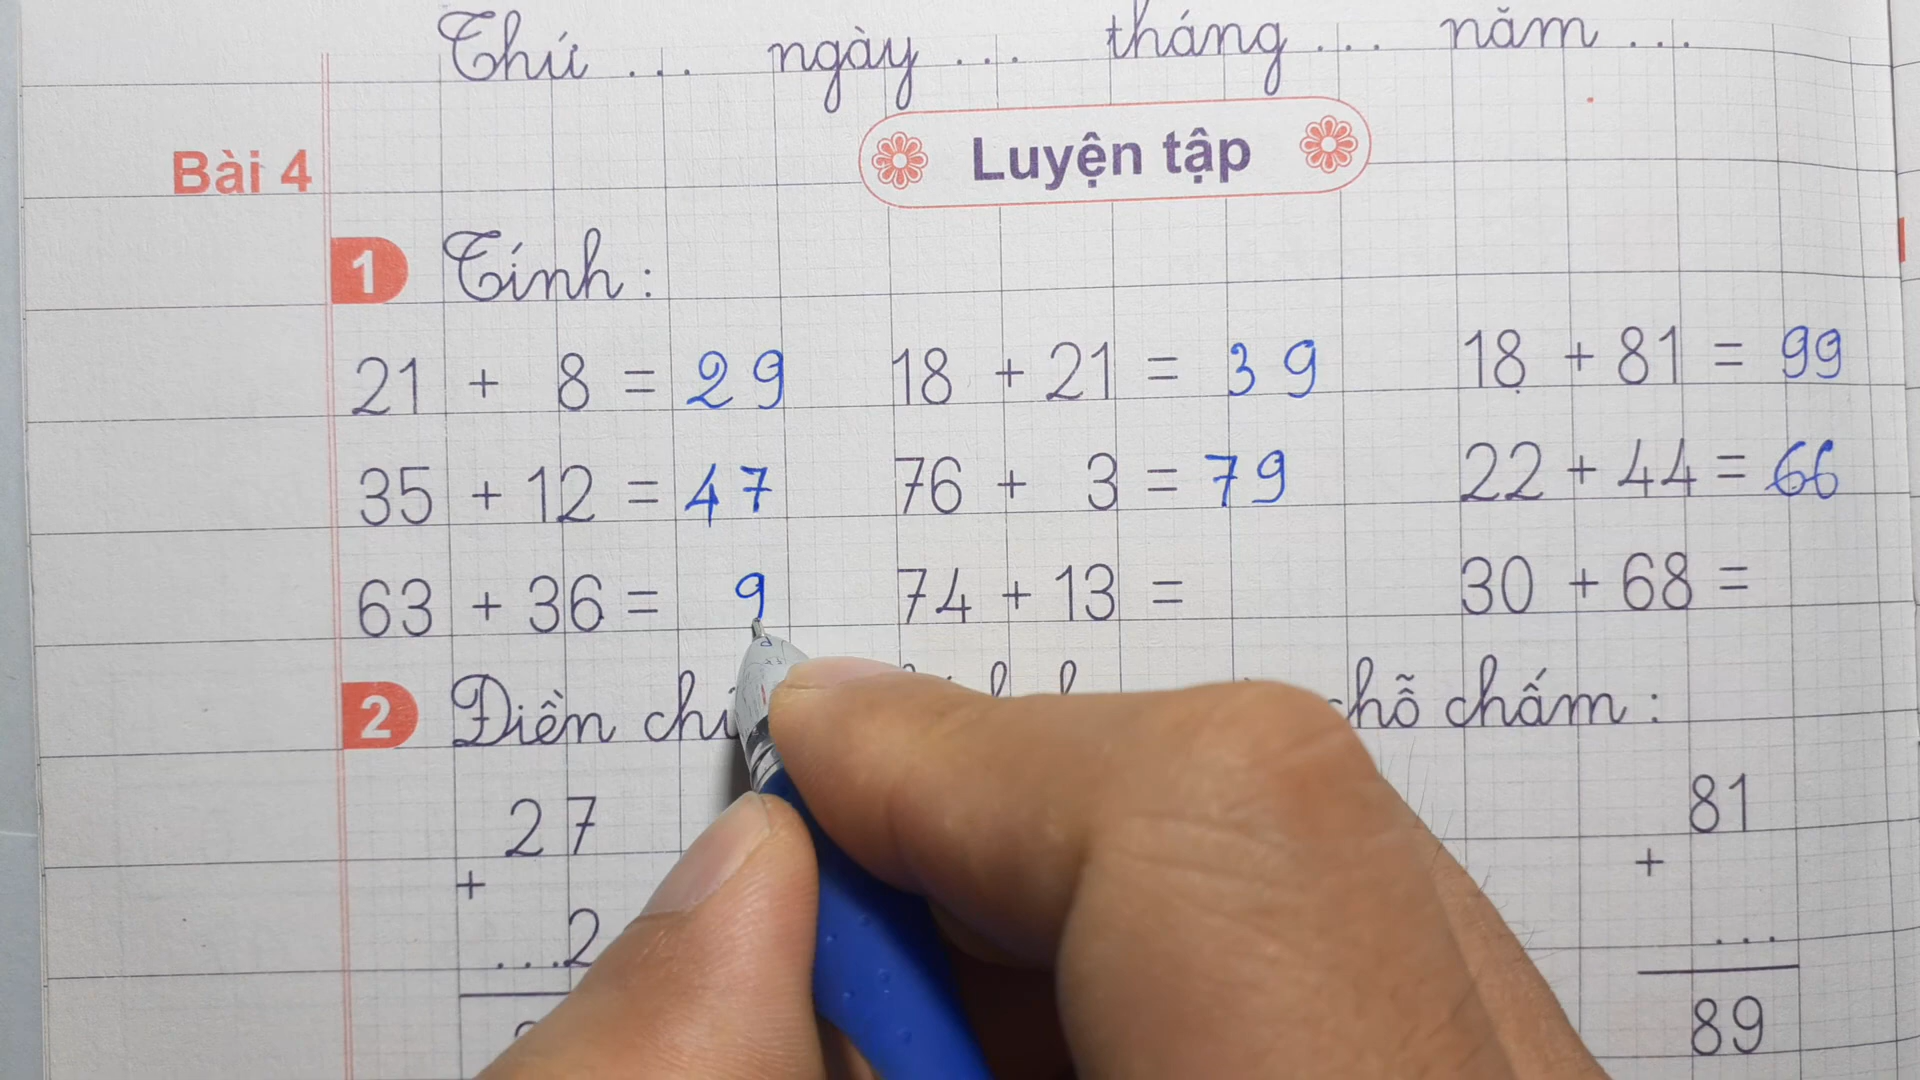 Thứ ... ngày ... tháng ... năm ...
Bài 4 Luyện tập
1 Tính :
21 + 8 = 29 18 + 21 = 39 18 + 81 = 99
35 + 12 = 47 76 + 3 = 79 22 + 44 = 66
63 + 36 = 9 74 + 13 = 30 + 68 =
2 Điền chỗ chấm :
27 81
+ +
...2 ...
89